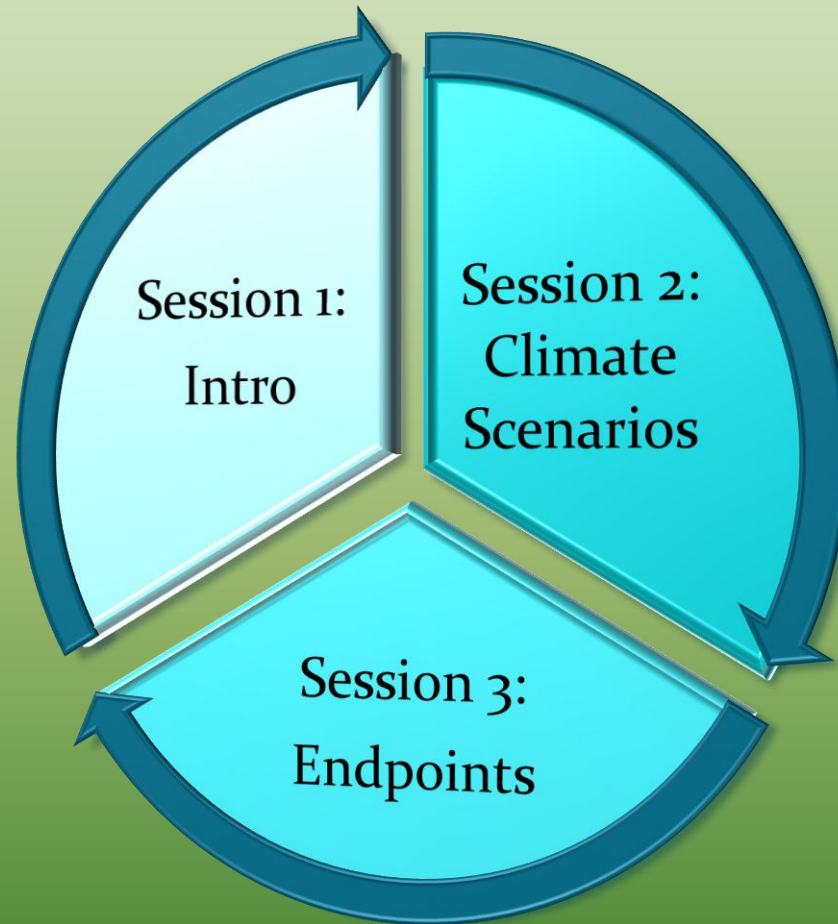 Session 1:
Intro
Session 2:
Climate
Scenarios
Session 3:
Endpoints